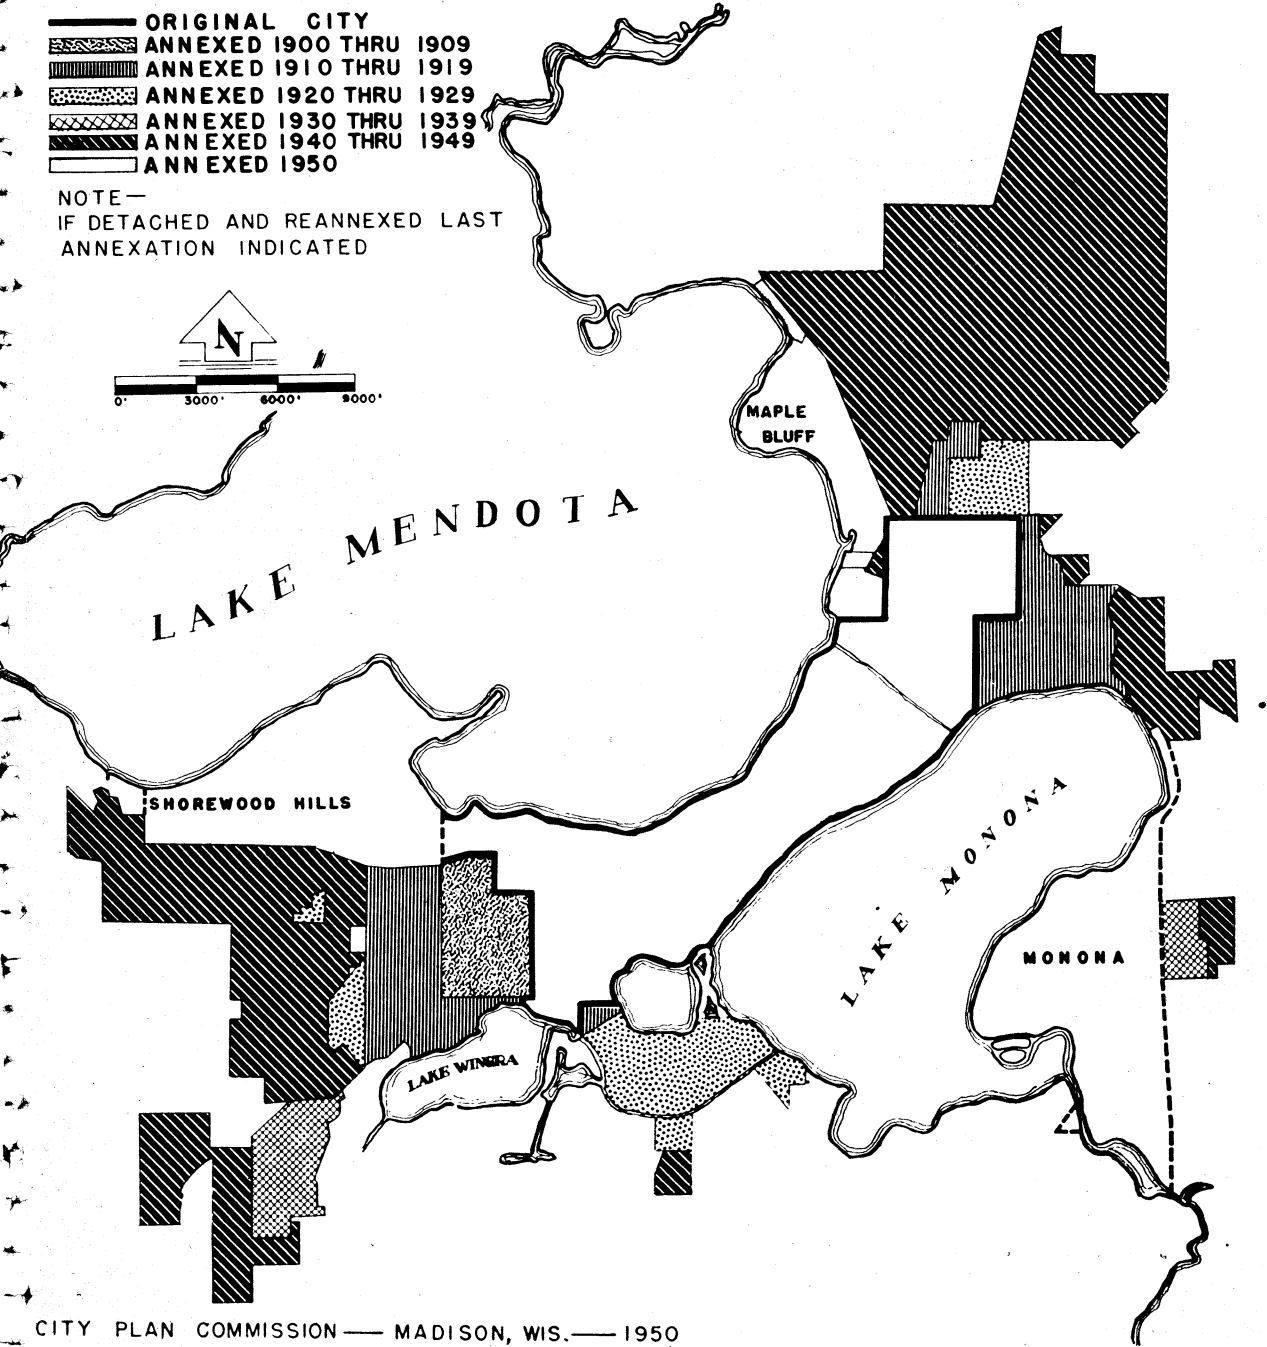 ORIGINAL CITY
ANNEXED 1900 THRU 1909
ANNEXED 1910 THRU 1919
ANNEXED 1920 THRU 1929
ANNEXED 1930 THRU 1939
ANNEXED 1940 THRU 1949
ANNEXED 1950
NOTE—
IF DETACHED AND REANNEXED LAST
ANNEXATION INDICATED
N
0' 3000' 6000' 9000'
MAPLE
BLUFF
LAKE MENDOTA
SHOREWOOD HILLS
LAKE MONONA
MONONA
LAKE WINGRA
CITY PLAN COMMISSION — MADISON, WIS. — 1950